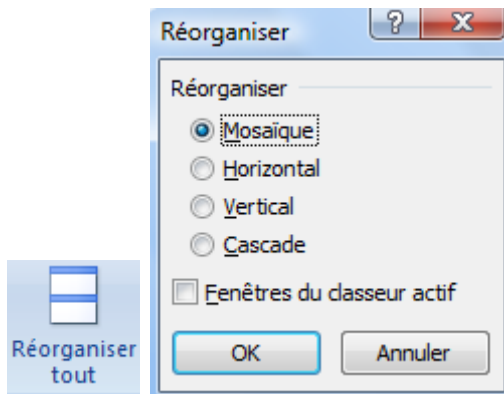 Réorganiser
Réorganiser
Mosaïque
Horizontal
Vertical
Cascade
Fenêtres du classeur actif
OK Annuler
Réorganiser
tout